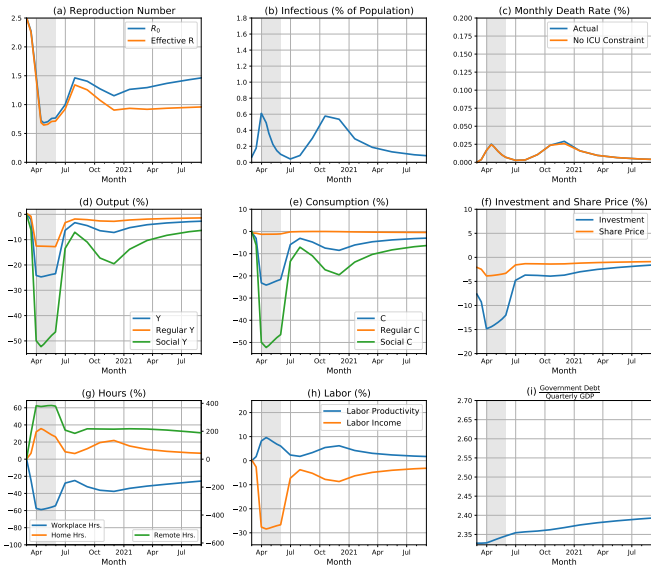 (a) Reproduction Number
2.5
2.0
1.5
1.0
0.5
0.0
R0
Effective R
Apr Jul Oct 2021 Apr Jul
Month
(b) Infectious (% of Population)
1.8
1.6
1.4
1.2
1.0
0.8
0.6
0.4
0.2
0.0
Apr Jul Oct 2021 Apr Jul
Month
(c) Monthly Death Rate (%)
0.200
0.175
0.150
0.125
0.100
0.075
0.050
0.025
0.000
Actual
No ICU Constraint
Apr Jul Oct 2021 Apr Jul
Month
(d) Output (%)
0
−10
−20
−30
−40
−50
Y
Regular Y
Social Y
Apr Jul Oct 2021 Apr Jul
Month
(e) Consumption (%)
10
0
−10
−20
−30
−40
−50
C
Regular C
Social C
Apr Jul Oct 2021 Apr Jul
Month
(f) Investment and Share Price (%)
10
5
0
−5
−10
−15
−20
Investment
Share Price
Apr Jul Oct 2021 Apr Jul
Month
(g) Hours (%)
60
40
20
0
−20
−40
−60
−80
−100
400
200
0
−200
−400
−600
Workplace Hrs.
Home Hrs.
Remote Hrs.
Apr Jul Oct 2021 Apr Jul
Month
(h) Labor (%)
30
20
10
0
−10
−20
−30
Labor Productivity
Labor Income
Apr Jul Oct 2021 Apr Jul
Month
(i) Government Debt
Quarterly GDP
2.70
2.65
2.60
2.55
2.50
2.45
2.40
2.35
Apr Jul Oct 2021 Apr Jul
Month